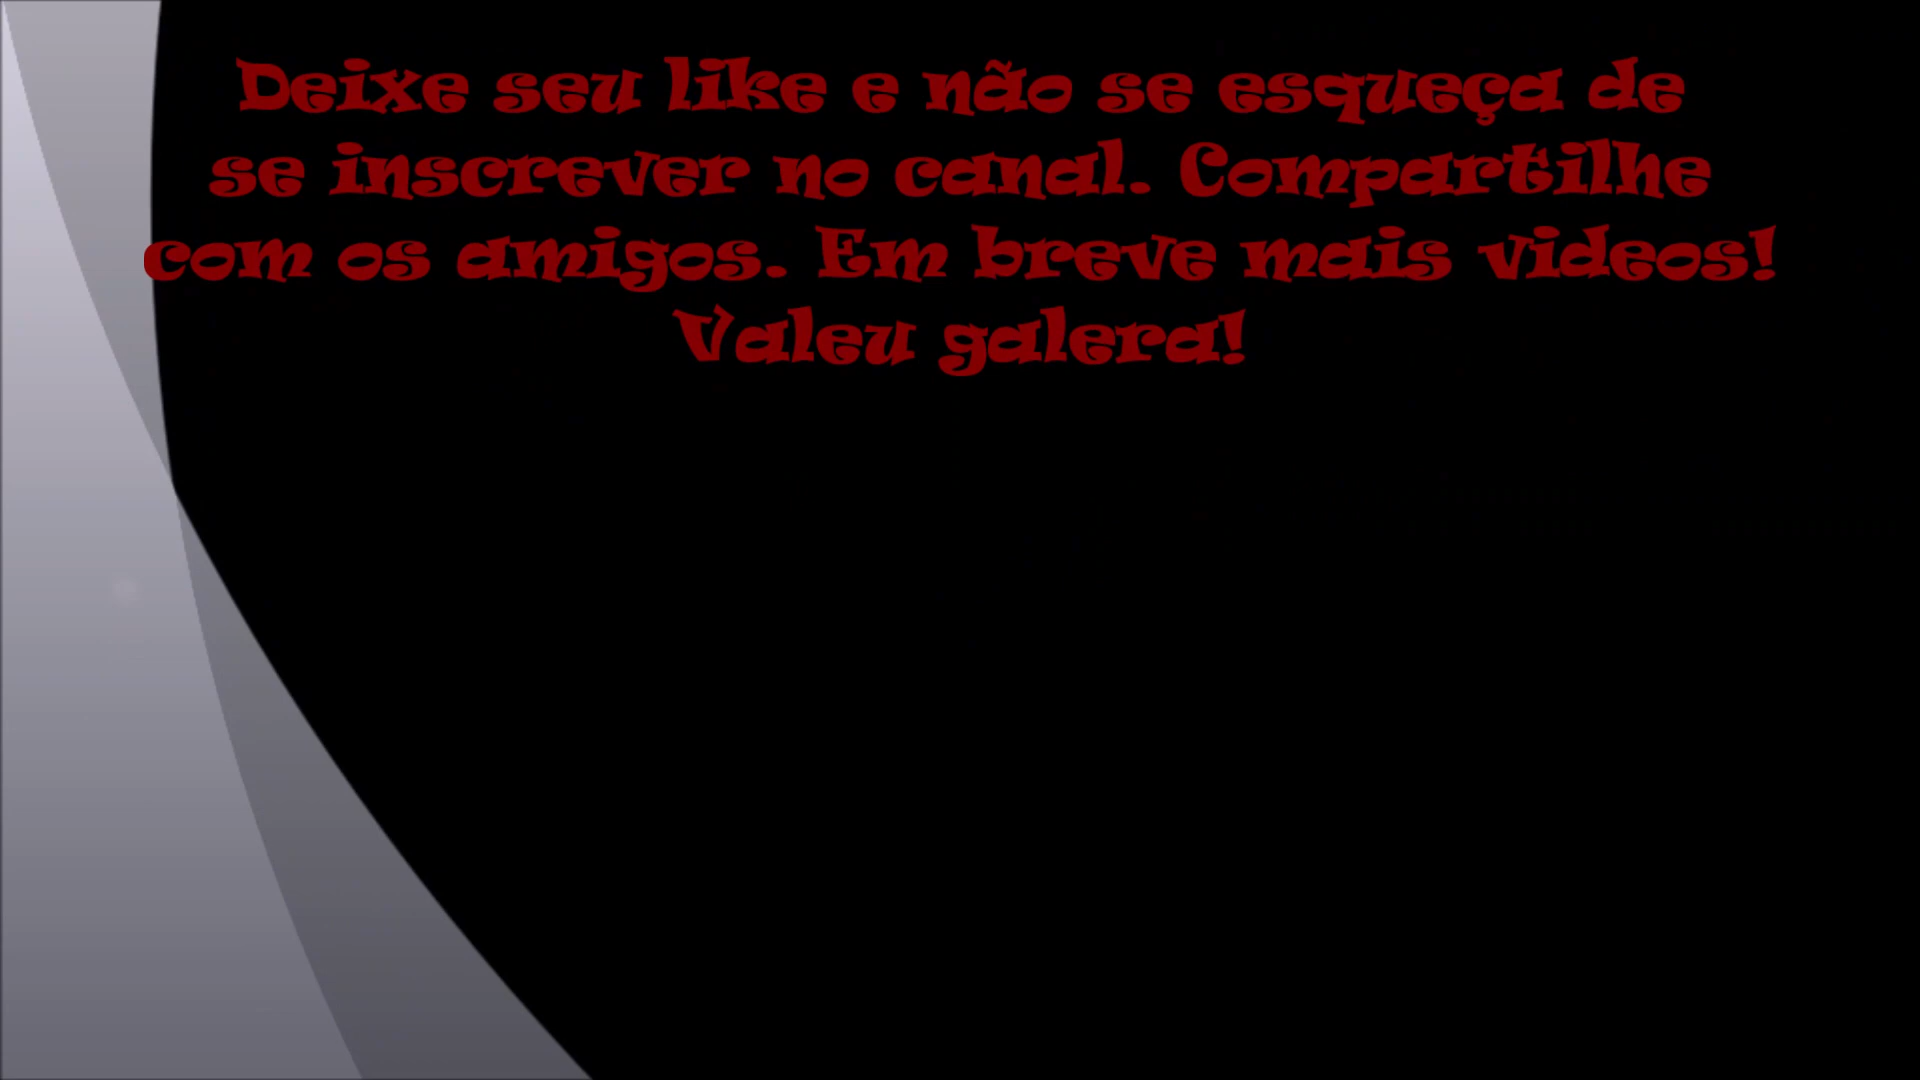 Deixe seu like e não se esqueça de
se inscrever no canal. Compartilhe
com os amigos. Em breve mais videos!
Valeu galera!